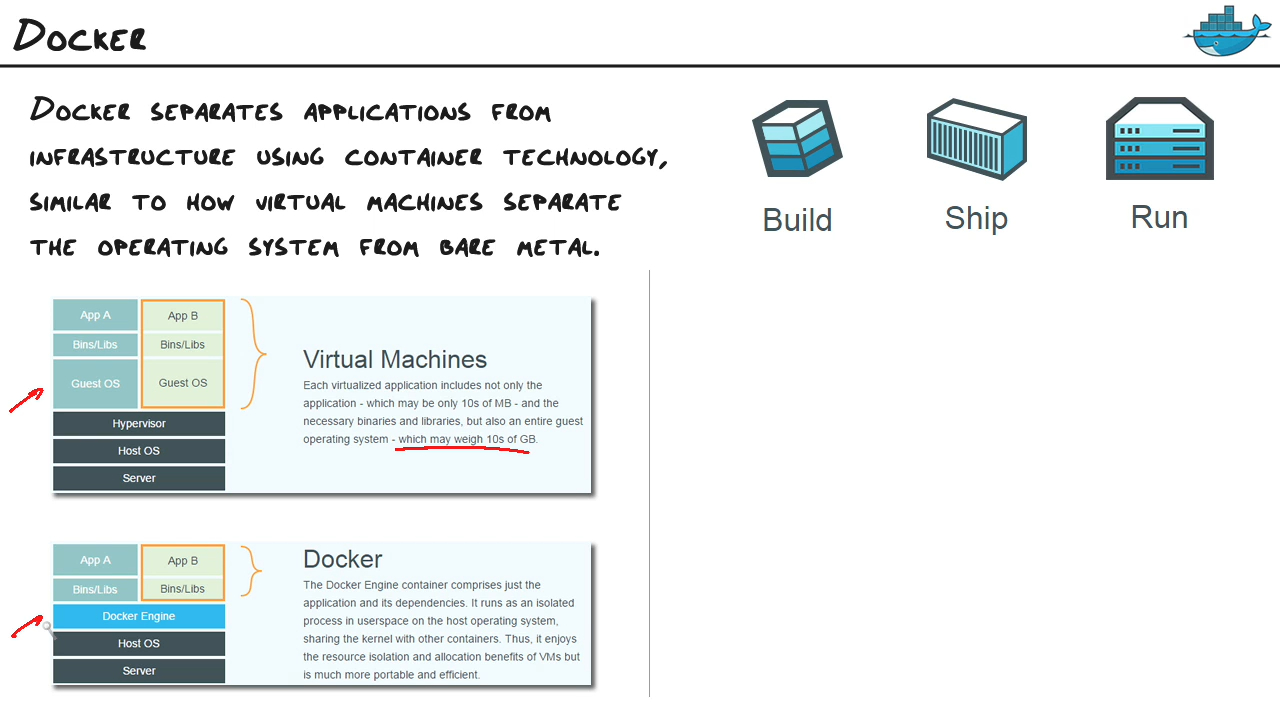 Docker
Docker separates applications from
infrastructure using container technology,
similar to how virtual machines separate
the operating system from bare metal.
Build
Ship
Run
App A
App B
Bins/Libs
Bins/Libs
Guest OS
Guest OS
Hypervisor
Host OS
Server
Virtual Machines
Each virtualized application includes not only the
application - which may be only 10s of MB - and the
necessary binaries and libraries, but also an entire guest
operating system - which may weigh 10s of GB.
App A
App B
Bins/Libs
Bins/Libs
Docker Engine
Host OS
Server
Docker
The Docker Engine container comprises just the
application and its dependencies. It runs as an isolated
process in userspace on the host operating system,
sharing the kernel with other containers. Thus, it enjoys
the resource isolation and allocation benefits of VMs but
is much more portable and efficient.